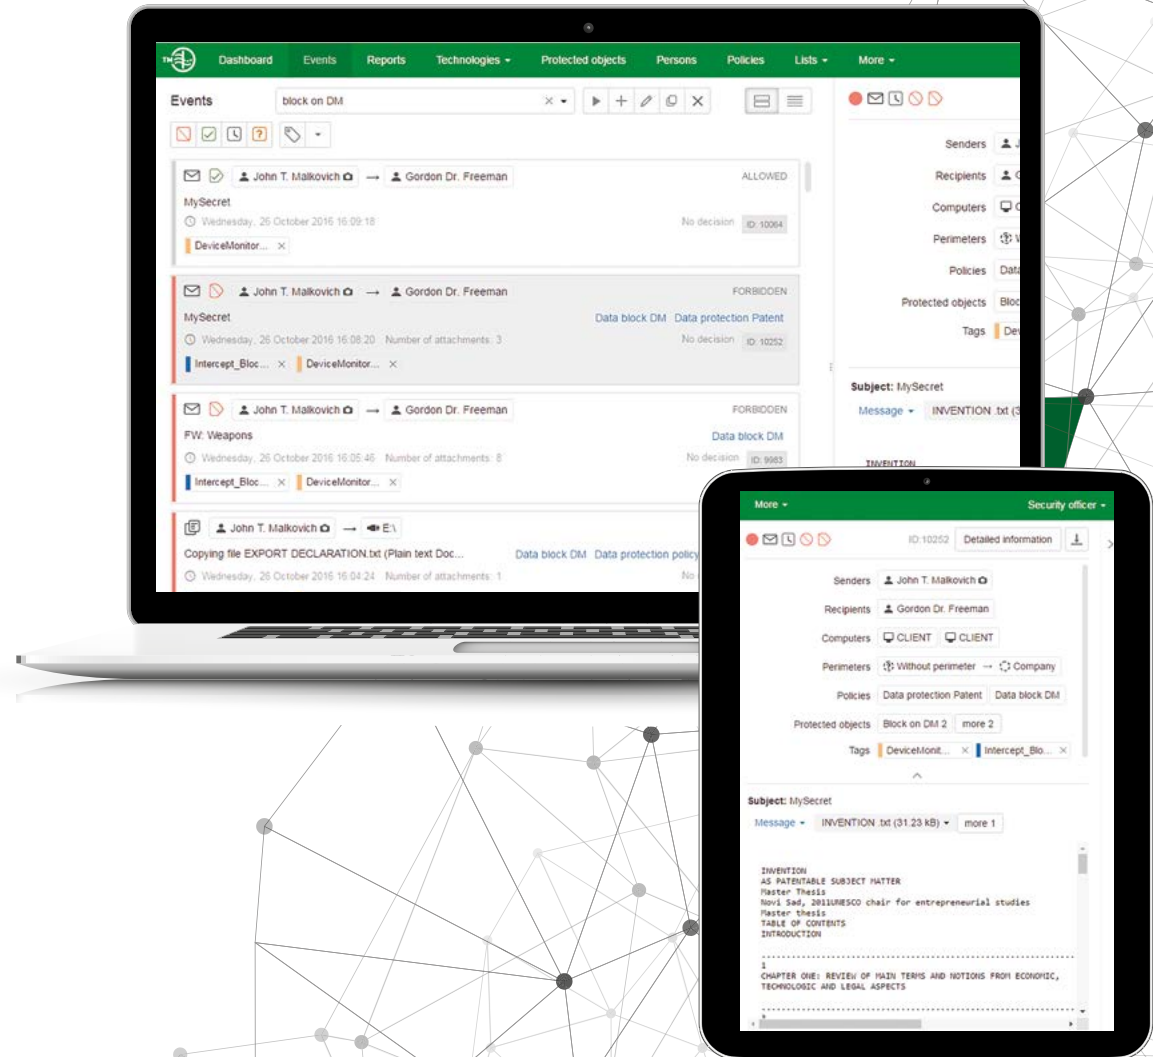 TM
Dashboard Events Reports Technologies Protected objects Persons Policies Lists More
Events block on DM
John T. Malkovich → Gordon Dr. Freeman ALLOWED
MySecret
Wednesday, 26 October 2016 16:09:18 No decision ID: 10064
DeviceMonitor... ×
John T. Malkovich → Gordon Dr. Freeman FORBIDDEN
MySecret Data block DM Data protection Patent
Wednesday, 26 October 2016 16:08:20 Number of attachments: 3 No decision ID: 10252
Intercept_Bloc... × DeviceMonitor... ×
John T. Malkovich → Gordon Dr. Freeman FORBIDDEN
FW: Weapons Data block DM
Wednesday, 26 October 2016 16:05:46 Number of attachments: 8 No decision ID: 9983
Intercept_Bloc... × DeviceMonitor... ×
John T. Malkovich → E:\
Copying file EXPORT DECLARATION.txt (Plain text Doc... Data block DM Data protection policy
Wednesday, 26 October 2016 16:04:24 Number of attachments: 1 No
Senders
Recipients
Computers
Perimeters
Policies Data
Protected objects Bloc
Tags Dev
Subject: MySecret
Message INVENTION .txt (3
INVENTION
More Security officer
ID:10252 Detailed information
Senders John T. Malkovich
Recipients Gordon Dr. Freeman
Computers CLIENT CLIENT
Perimeters Without perimeter → Company
Policies Data protection Patent Data block DM
Protected objects Block on DM 2 more 2
Tags DeviceMonit... × Intercept_Blo... ×
Subject: MySecret
Message INVENTION .txt (31.23 kB) more 1
INVENTION
AS PATENTABLE SUBJECT MATTER
Master Thesis
Novi Sad, 2011UNESCO chair for entrepreneurial studies
Master thesis
TABLE OF CONTENTS
INTRODUCTION
1
CHAPTER ONE: REVIEW OF MAIN TERMS AND NOTIONS FROM ECONOMIC,
TECHNOLOGIC AND LEGAL ASPECTS